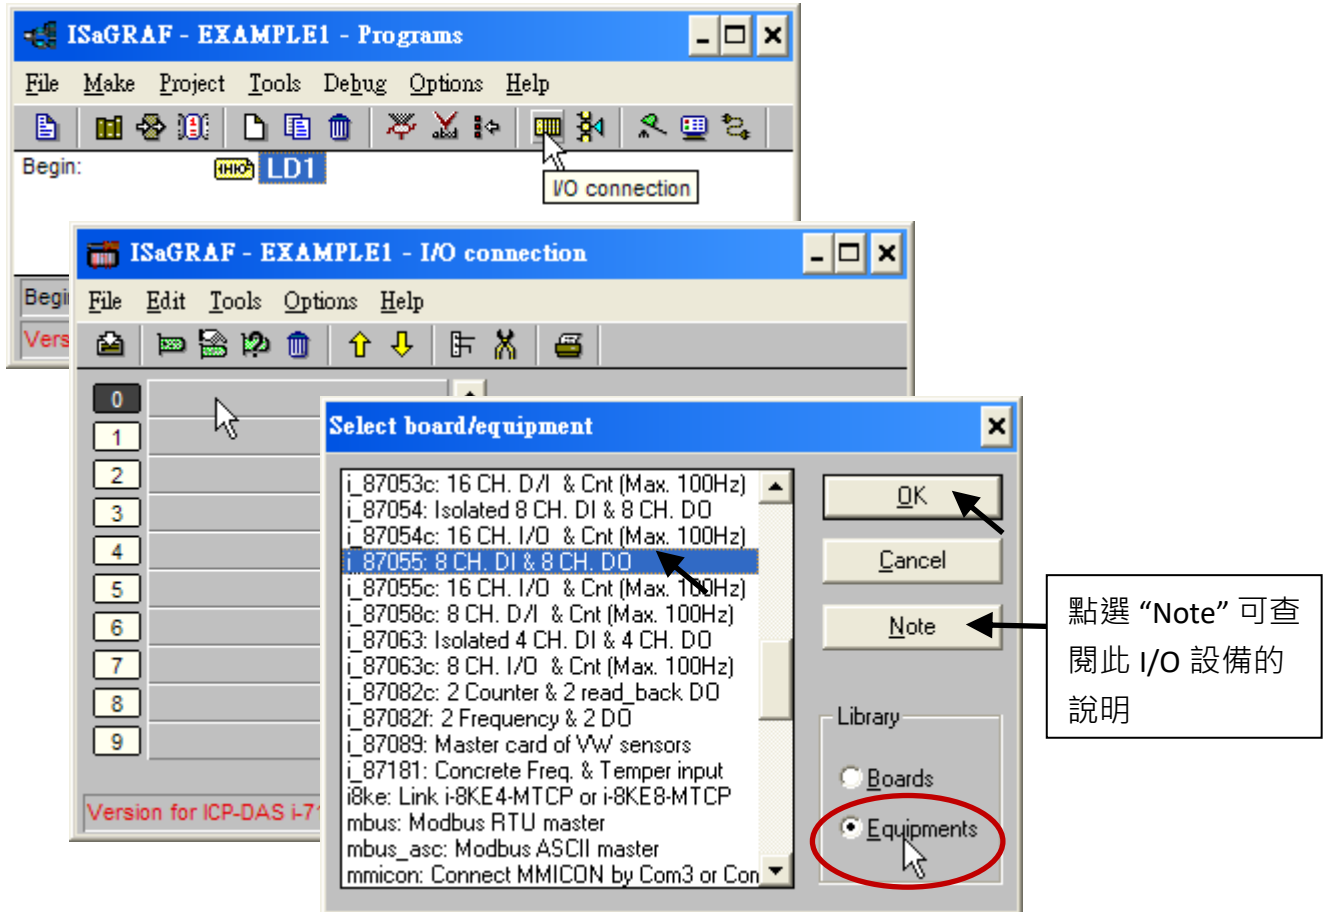 ISaGRAF - EXAMPLE1 - Programs
File Make Project Tools Debug Options Help
Begin: LD1
I/O connection
Begi
Vers
ISaGRAF - EXAMPLE1 - I/O connection
File Edit Tools Options Help
0
1
2
3
4
5
6
7
8
9
Version for ICP-DAS i-71
Select board/equipment
i_87053c: 16 CH. D/I & Cnt (Max. 100Hz)
i_87054: Isolated 8 CH. DI & 8 CH. DO
i_87054c: 16 CH. I/O & Cnt (Max. 100Hz)
i_87055: 8 CH. DI & 8 CH. DO
i_87055c: 16 CH. I/O & Cnt (Max. 100Hz)
i_87058c: 8 CH. D/I & Cnt (Max. 100Hz)
i_87063: Isolated 4 CH. DI & 4 CH. DO
i_87063c: 8 CH. I/O & Cnt (Max. 100Hz)
i_87082c: 2 Counter & 2 read_back DO
i_87082f: 2 Frequency & 2 DO
i_87089: Master card of VW sensors
i_87181: Concrete Freq. & Temper input
i8ke: Link i-8KE4-MTCP or i-8KE8-MTCP
mbus: Modbus RTU master
mbus_asc: Modbus ASCII master
mmicon: Connect MMICON by Com3 or Con
OK
Cancel
Note
Library
Boards
Equipments
點選 “Note” 可查
閱此 I/O 設備的
說明